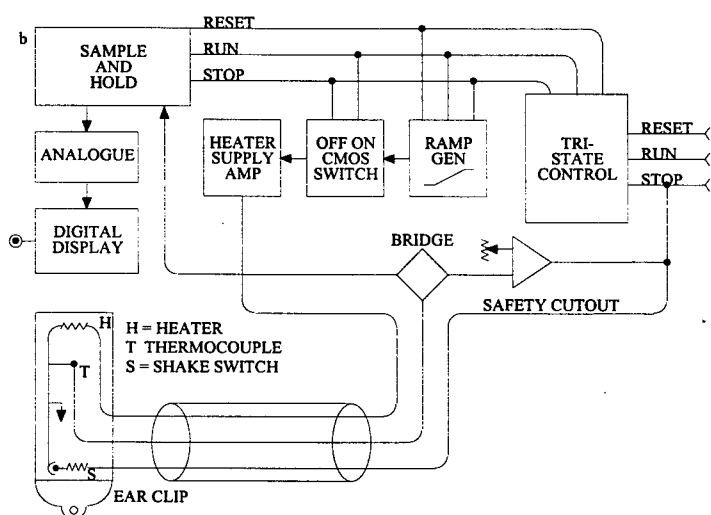 b
RESET
RUN
STOP
SAMPLE
AND
HOLD
ANALOGUE
DIGITAL
DISPLAY
HEATER
SUPPLY
AMP
OFF ON
CMOS
SWITCH
RAMP
GEN
TRI-
STATE
CONTROL
RESET
RUN
STOP
BRIDGE
SAFETY CUTOUT
H
T
S
H = HEATER
T THERMOCOUPLE
S = SHAKE SWITCH
EAR CLIP